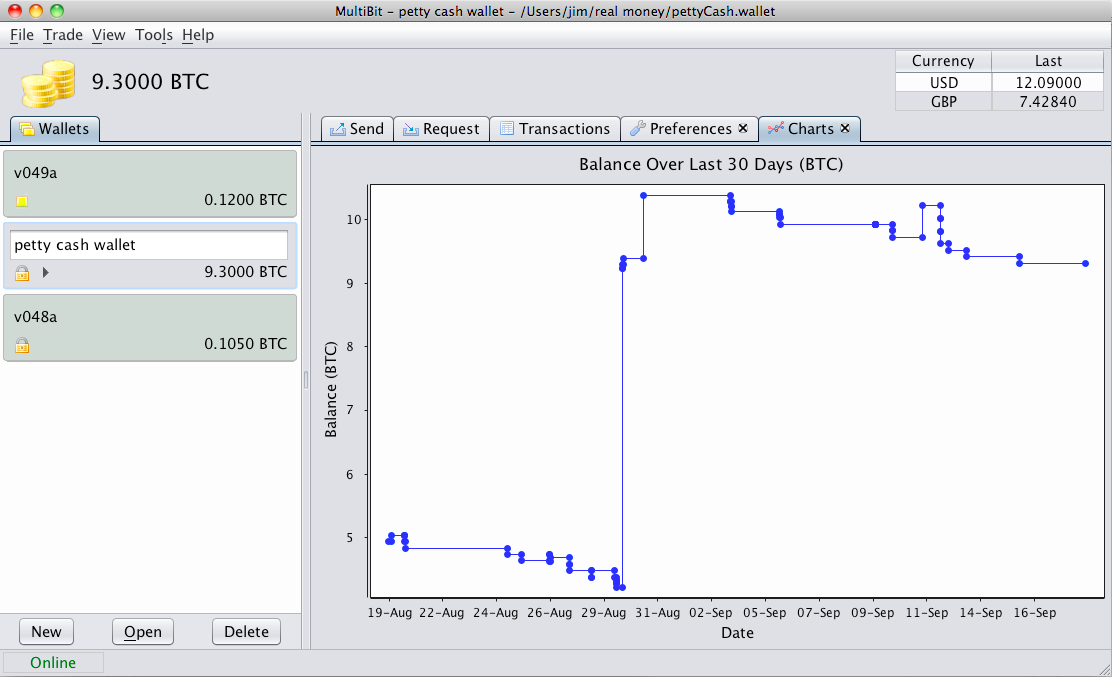 MultiBit - petty cash wallet - /Users/jim/real money/pettyCash.wallet
File Trade View Tools Help
9.3000 BTC
Currency Last
USD 12.09000
GBP 7.42840
Wallets
Send Request Transactions Preferences × Charts ×
v049a
0.1200 BTC
petty cash wallet
9.3000 BTC
v048a
0.1050 BTC
Balance Over Last 30 Days (BTC)
Balance (BTC)
10
9
8
7
6
5
19-Aug 22-Aug 24-Aug 26-Aug 29-Aug 31-Aug 02-Sep 05-Sep 07-Sep 09-Sep 11-Sep 14-Sep 16-Sep
Date
New Open Delete
Online